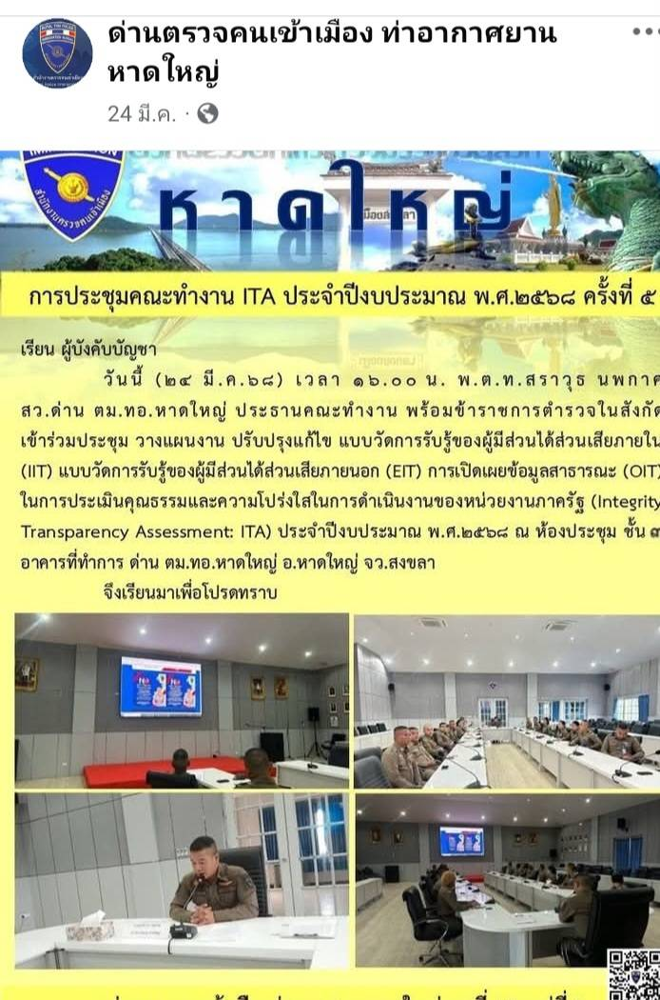 ด่านตรวจคนเข้าเมือง ท่าอากาศยาน
หาดใหญ่
24 มี.ค.
สำนักงานตรวจคนเข้าเมือง
หาดใหญ่
การประชุมคณะทำงาน ITA ประจำปีงบประมาณ พ.ศ.๒๕๖๘ ครั้งที่ ๕
เรียน ผู้บังคับบัญชา
วันนี้ (๒๔ มี.ค.๖๘) เวลา ๑๖.๐๐ น. พ.ต.ท.สราวุธ นพกาศ
สว.ด่าน ตม.ทอ.หาดใหญ่ ประธานคณะทำงาน พร้อมข้าราชการตำรวจในสังกัด
เข้าร่วมประชุม วางแผนงาน ปรับปรุงแก้ไข แบบวัดการรับรู้ของผู้มีส่วนได้ส่วนเสียภายใน
(IIT) แบบวัดการรับรู้ของผู้มีส่วนได้ส่วนเสียภายนอก (EIT) การเปิดเผยข้อมูลสาธารณะ (OIT)
ในการประเมินคุณธรรมและความโปร่งใสในการดำเนินงานของหน่วยงานภาครัฐ (Integrity
Transparency Assessment: ITA) ประจำปีงบประมาณ พ.ศ.๒๕๖๘ ณ ห้องประชุม ชั้น ๓
อาคารที่ทำการ ด่าน ตม.ทอ.หาดใหญ่ อ.หาดใหญ่ จว.สงขลา
จึงเรียนมาเพื่อโปรดทราบ